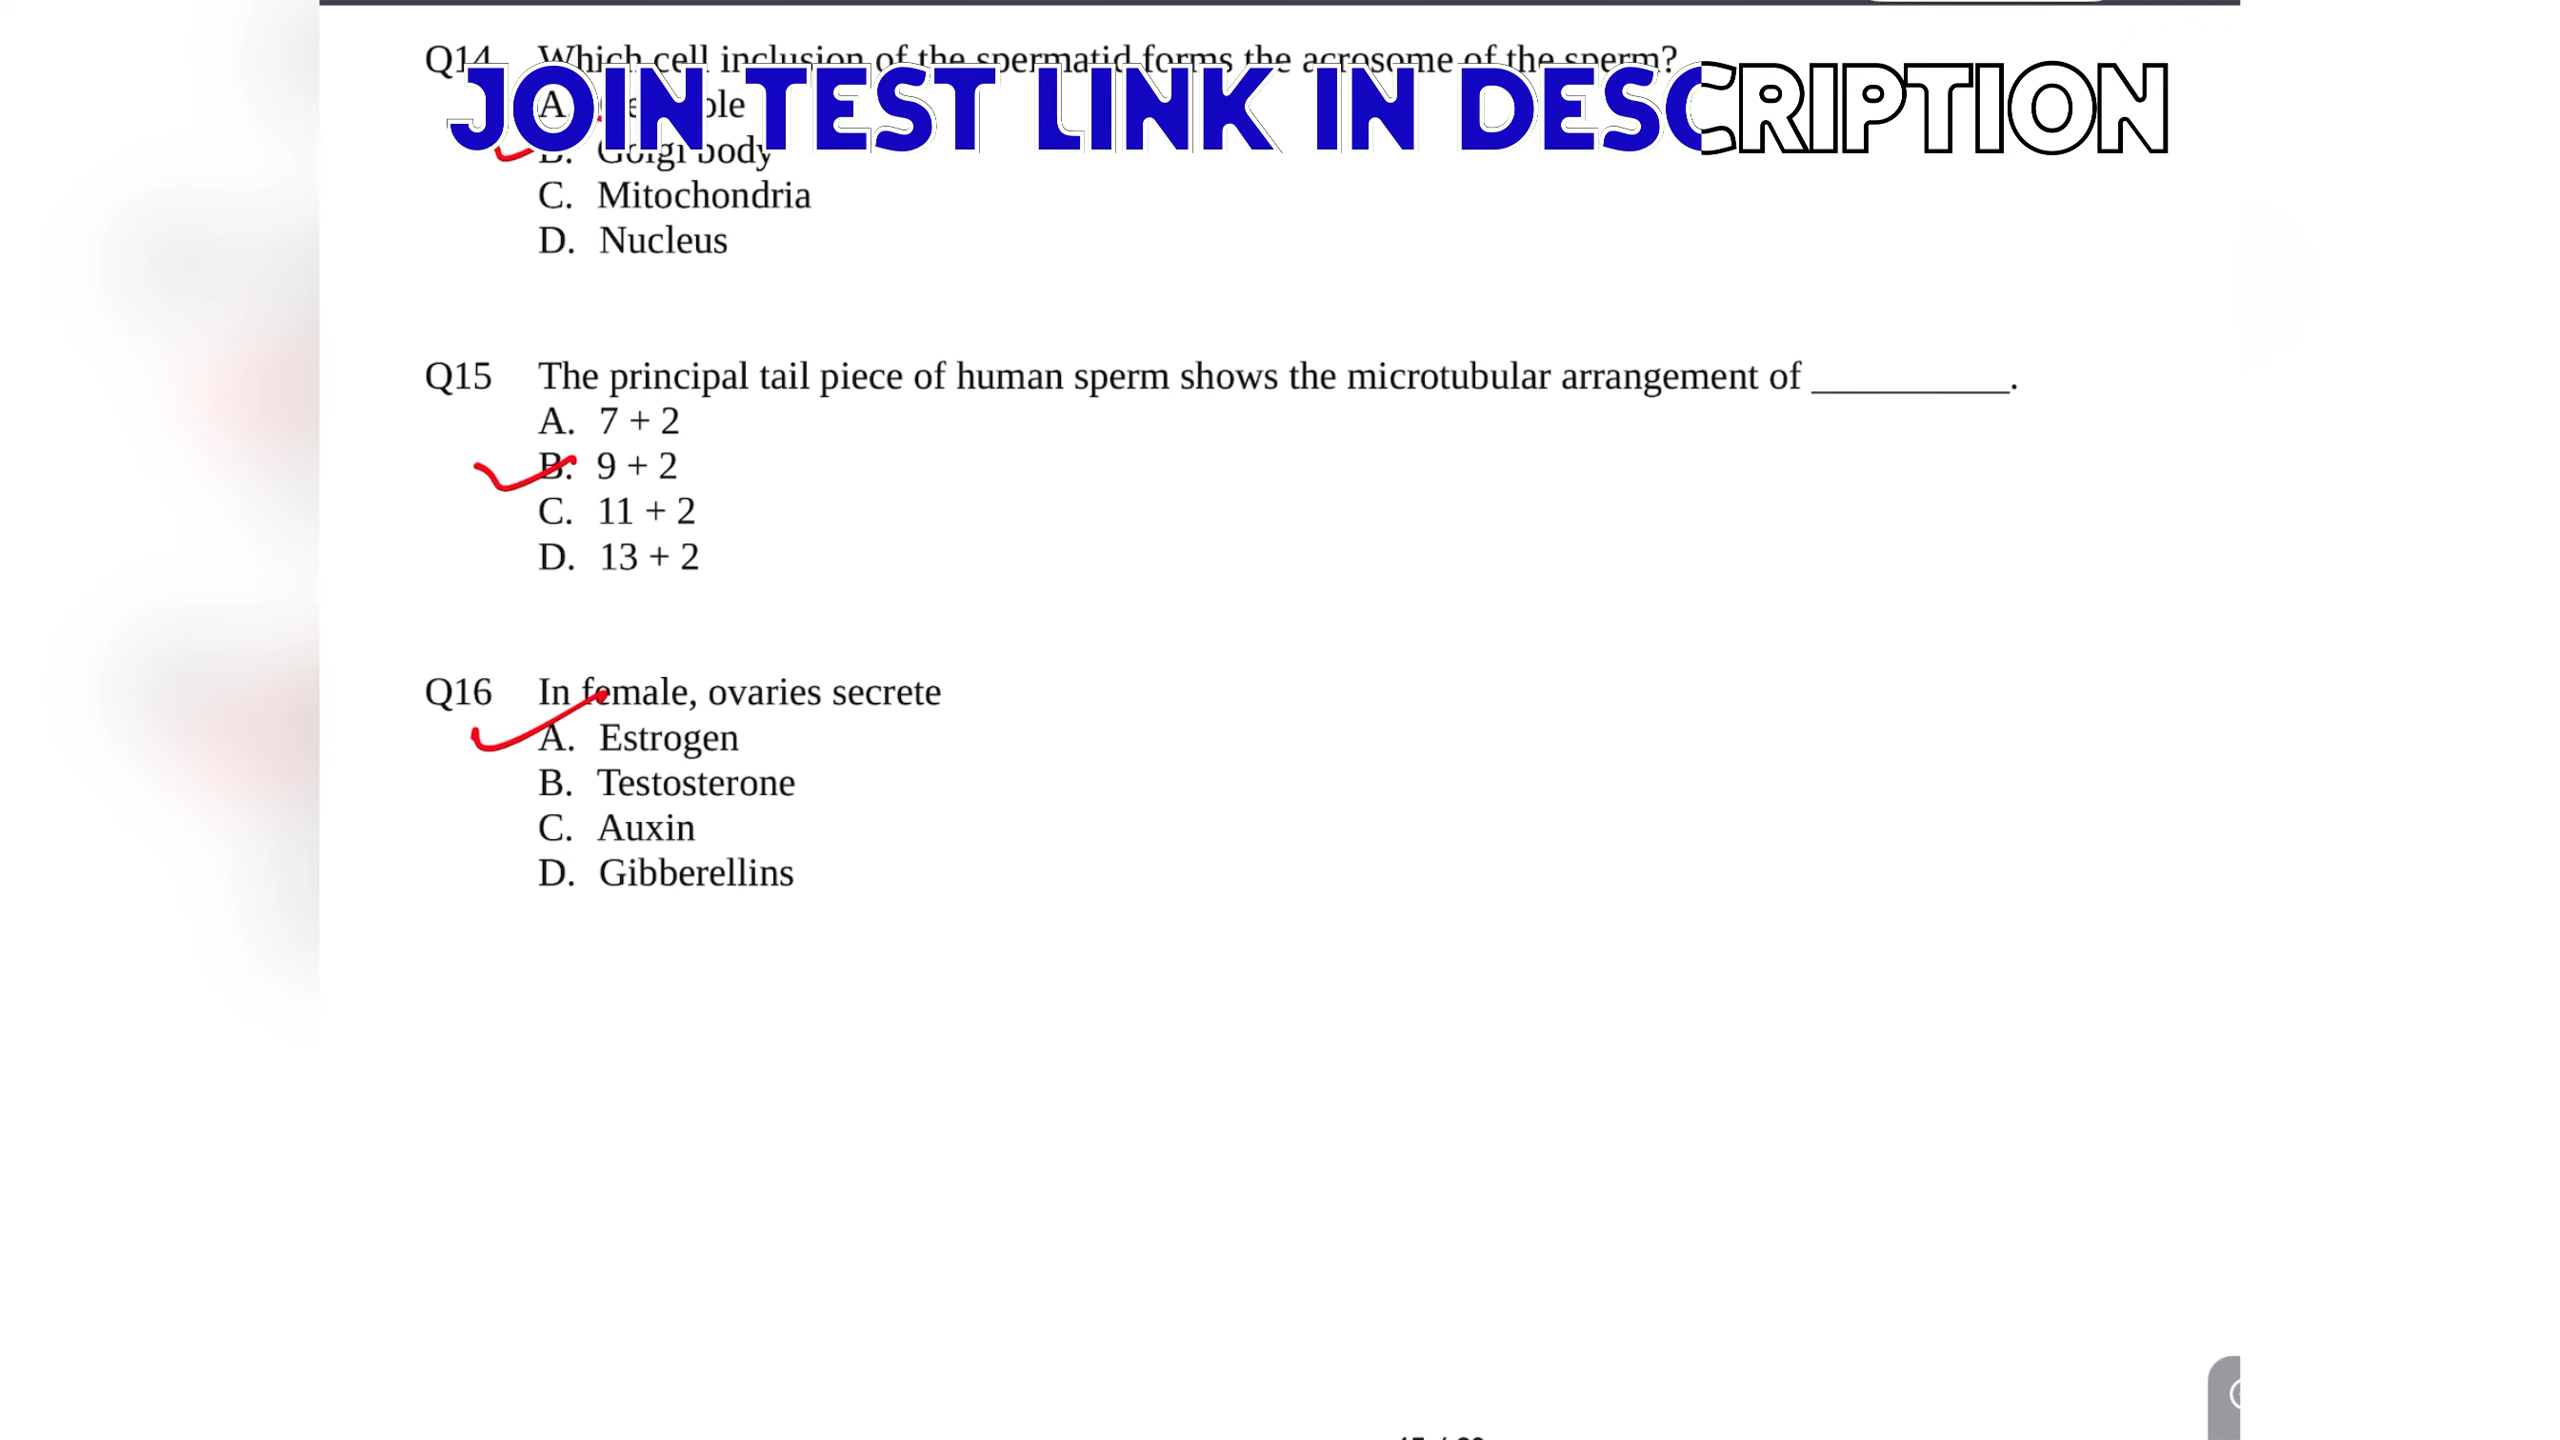 Q14 Which cell inclusion of the spermatid forms the acrosome of the sperm?
JOIN TEST LINK IN DESCRIPTION
A.
B. Golgi body
C. Mitochondria
D. Nucleus
Q15 The principal tail piece of human sperm shows the microtubular arrangement of __________.
A. 7 + 2
B. 9 + 2
C. 11 + 2
D. 13 + 2
Q16 In female, ovaries secrete
A. Estrogen
B. Testosterone
C. Auxin
D. Gibberellins